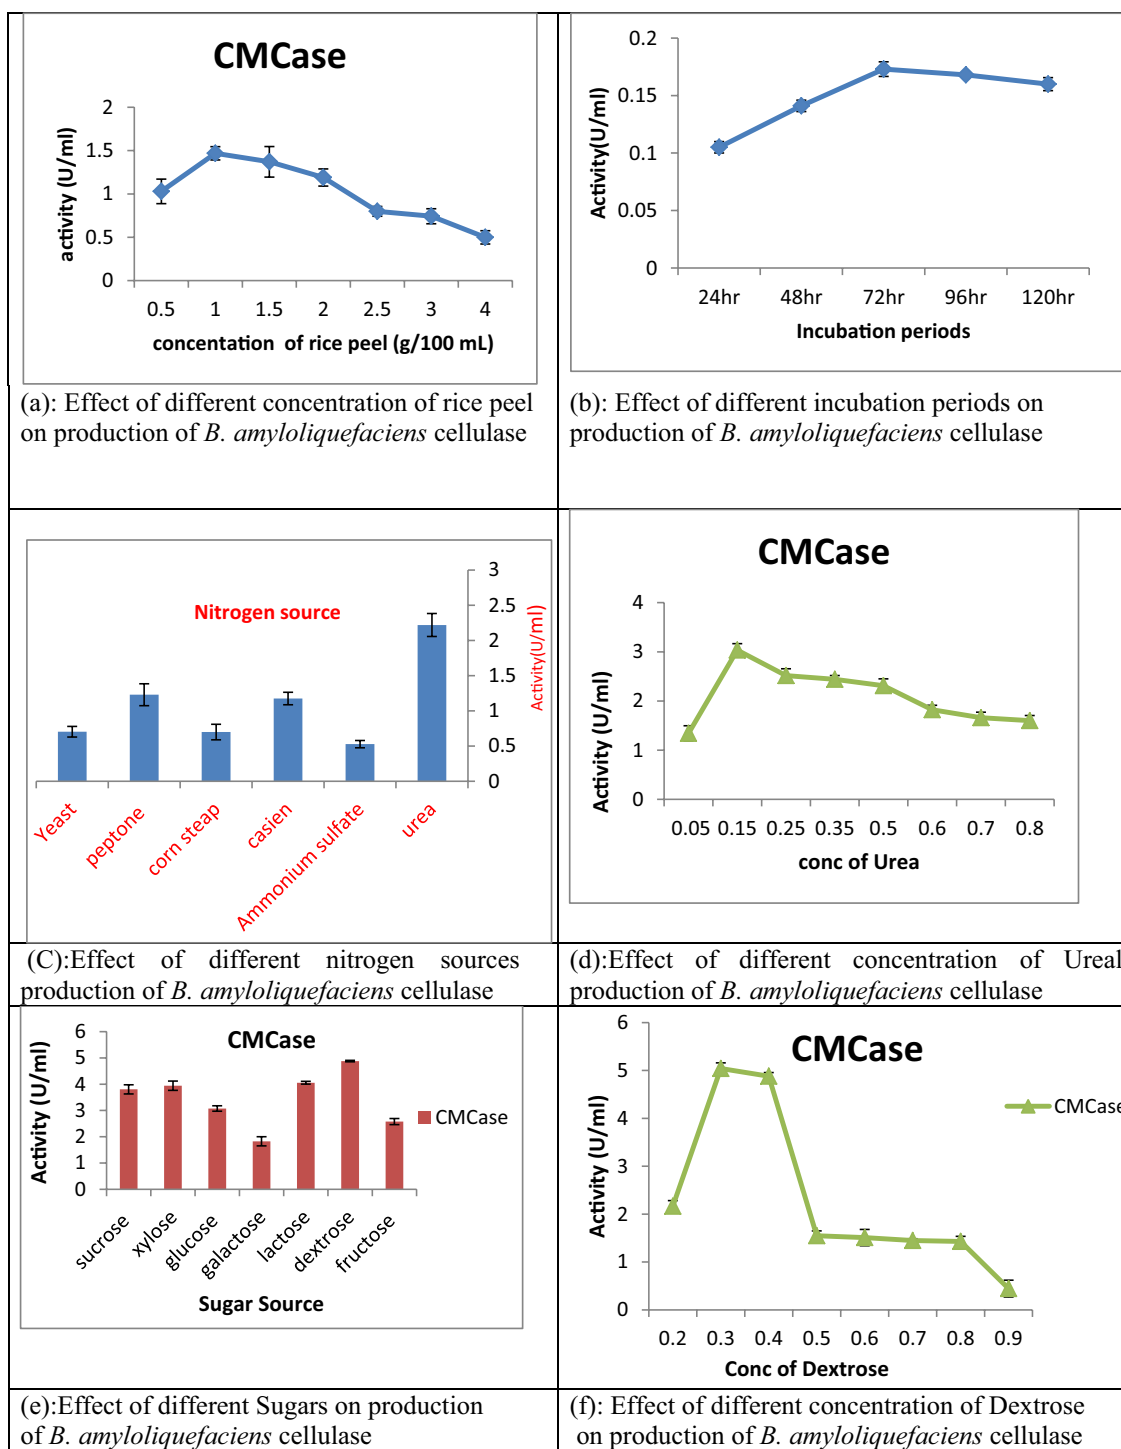 CMCase
2
1.5
1
0.5
0
activity (U/ml)
0.5 1 1.5 2 2.5 3 4
concentation of rice peel (g/100 mL)
0.2
0.15
0.1
0.05
0
Activity(U/ml)
24hr 48hr 72hr 96hr 120hr
Incubation periods
(a): Effect of different concentration of rice peel
on production of B. amyloliquefaciens cellulase
(b): Effect of different incubation periods on
production of B. amyloliquefaciens cellulase
Nitrogen source
3
2.5
2
1.5
1
0.5
0
Activity(U/ml)
Yeast
peptone
corn steap
casien
Ammonium sulfate
urea
CMCase
4
3
2
1
0
Activity (U/ml)
0.05 0.15 0.25 0.35 0.5 0.6 0.7 0.8
conc of Urea
(C):Effect of different nitrogen sources
production of B. amyloliquefaciens cellulase
(d):Effect of different concentration of Ureal
production of B. amyloliquefaciens cellulase
CMCase
6
5
4
3
2
1
0
Activity (U/ml)
sucrose
xylose
glucose
galactose
lactose
dextrose
fructose
Sugar Source
CMCase
CMCase
6
5
4
3
2
1
0
Activity (U/ml)
0.2 0.3 0.4 0.5 0.6 0.7 0.8 0.9
Conc of Dextrose
CMCase
(e):Effect of different Sugars on production
of B. amyloliquefaciens cellulase
(f): Effect of different concentration of Dextrose
on production of B. amyloliquefaciens cellulase